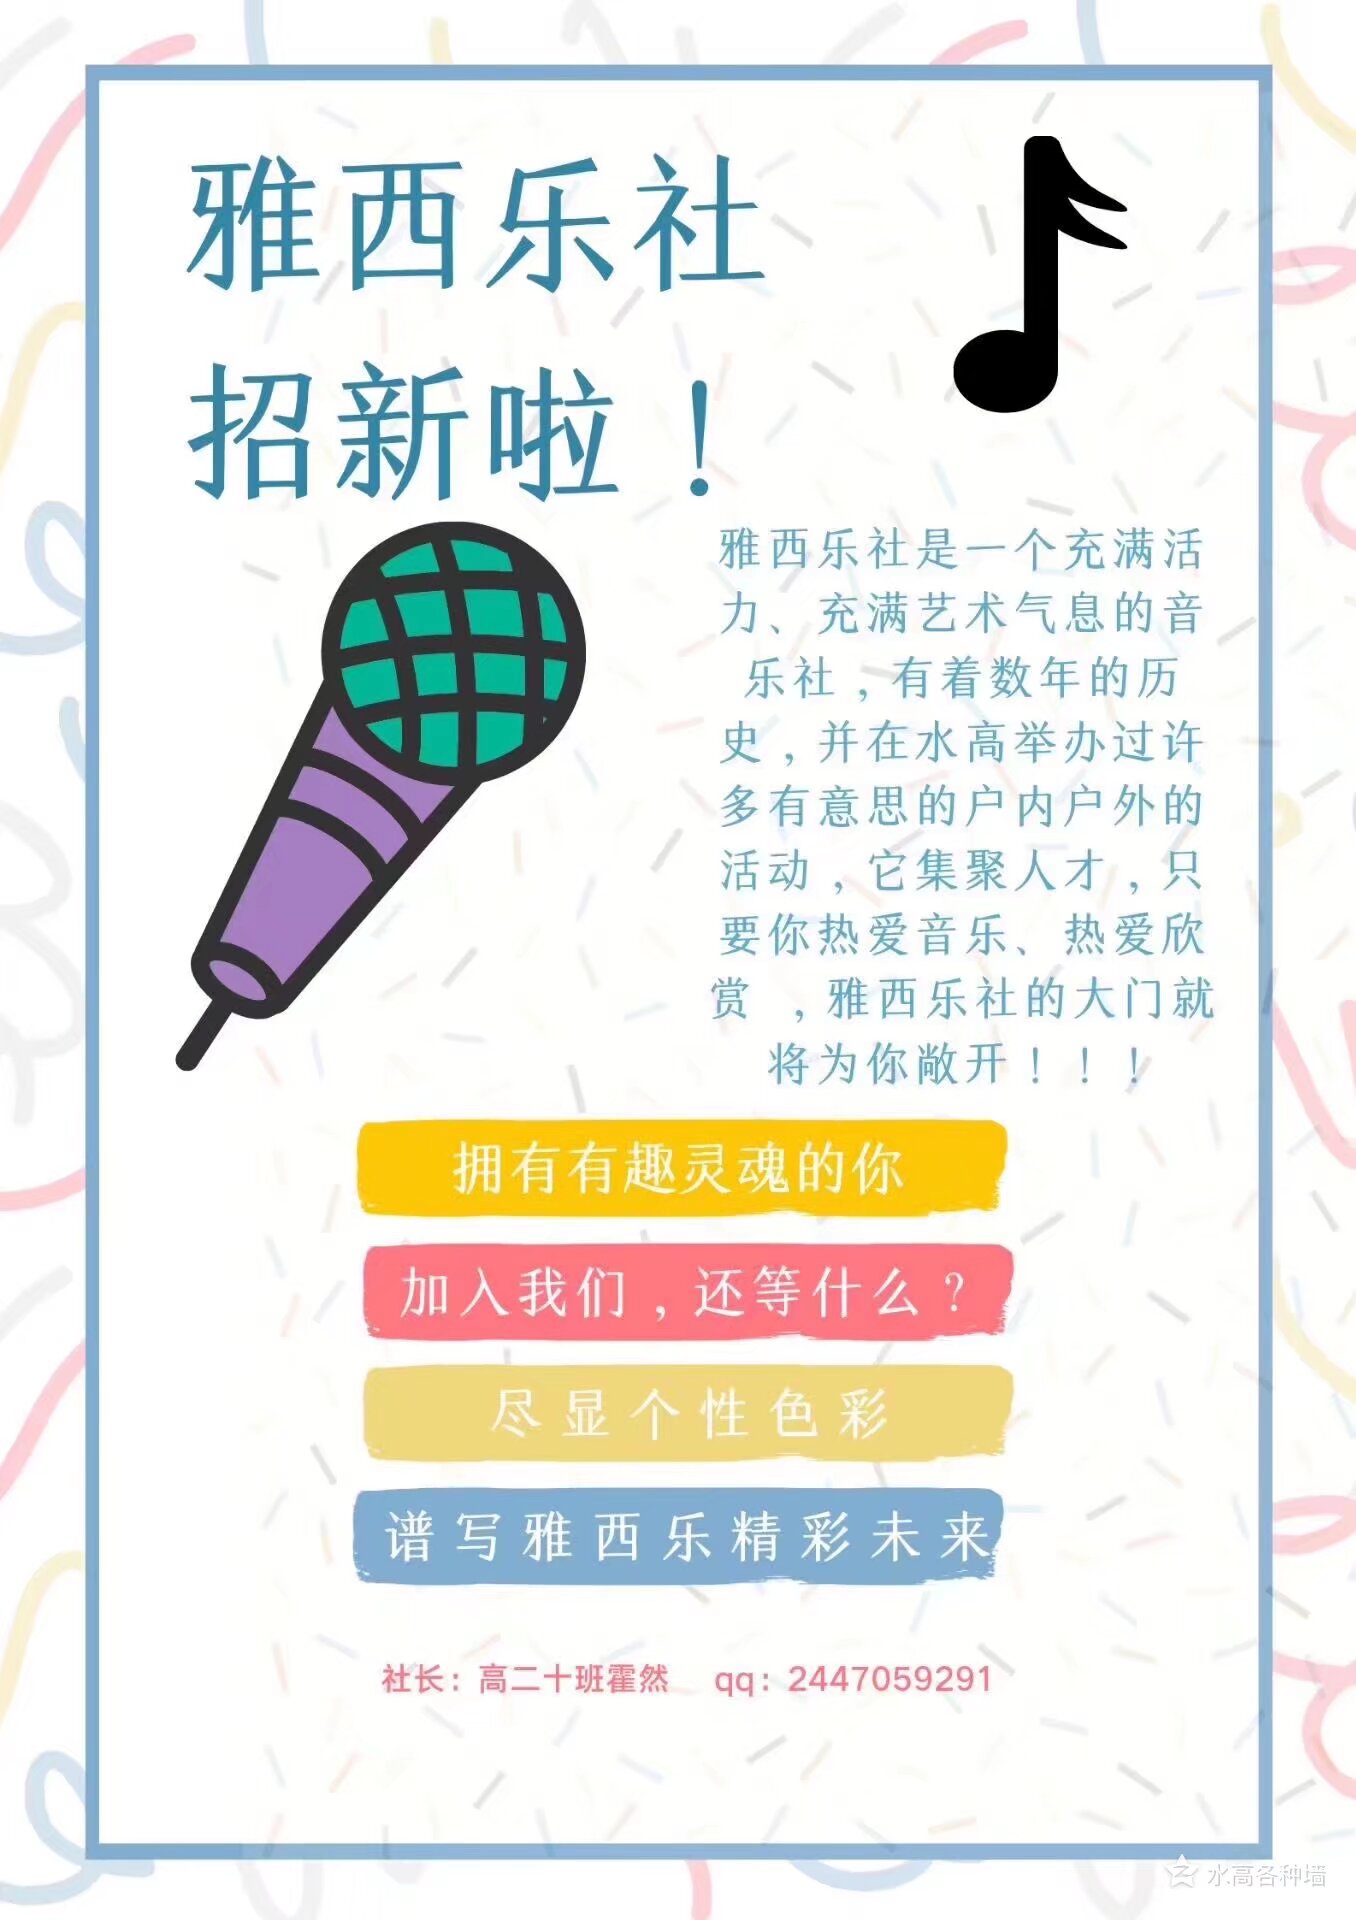 雅西乐社
招新啦！
雅西乐社是一个充满活
力、充满艺术气息的音
乐社，有着数年的历
史，并在水高举办过许
多有意思的户内户外的
活动，它集聚人才，只
要你热爱音乐、热爱欣
赏 ，雅西乐社的大门就
将为你敞开！！！
拥有有趣灵魂的你
加入我们，还等什么？
尽显个性色彩
谱写雅西乐精彩未来
社长：高二十班霍然 qq：2447059291
水高各种墙